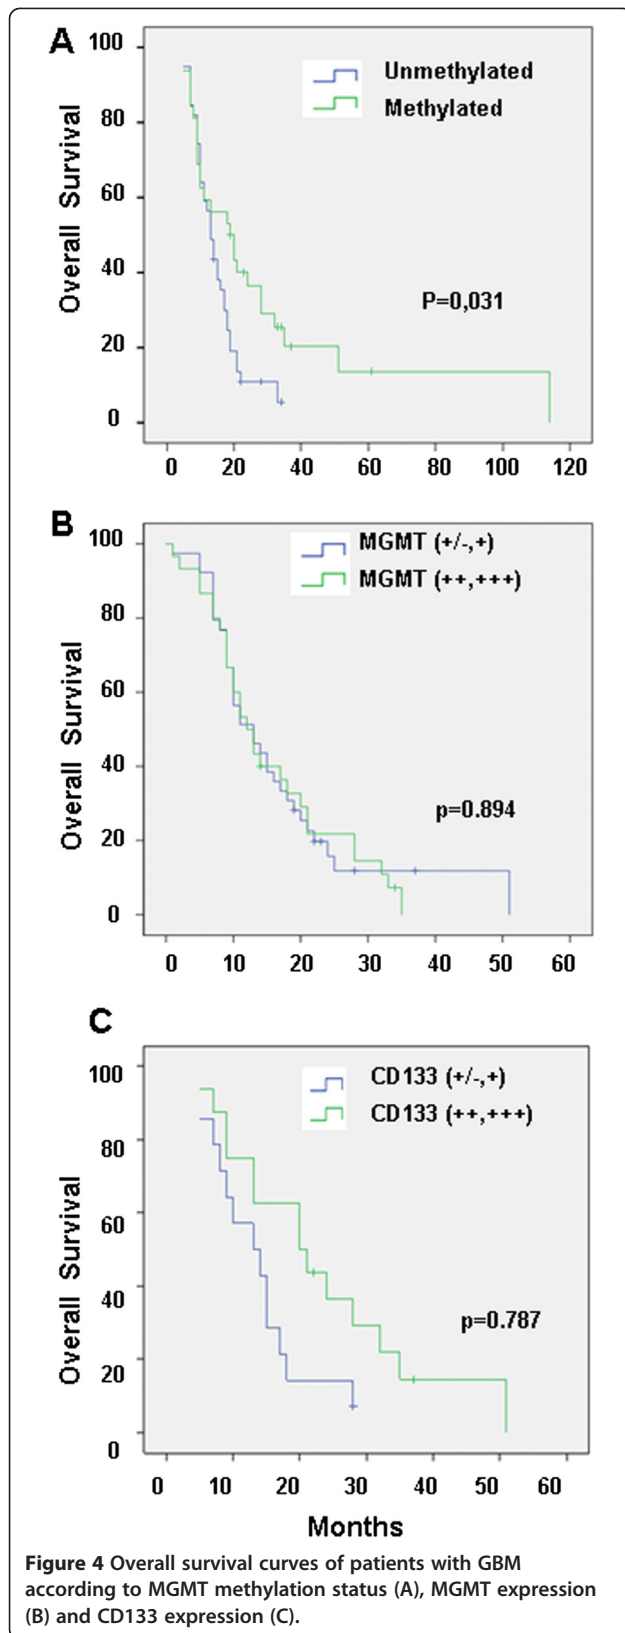 A
100
80
60
40
20
0
Overall Survival
Unmethylated
Methylated
P=0,031
0 20 40 60 80 100 120
B
100
80
60
40
20
0
Overall Survival
MGMT (+/-,+)
MGMT (++,+++)
p=0.894
0 10 20 30 40 50 60
C
100
80
60
40
20
0
Overall Survival
CD133 (+/-,+)
CD133 (++,+++)
p=0.787
0 10 20 30 40 50 60
Months
Figure 4 Overall survival curves of patients with GBM
according to MGMT methylation status (A), MGMT expression
(B) and CD133 expression (C).